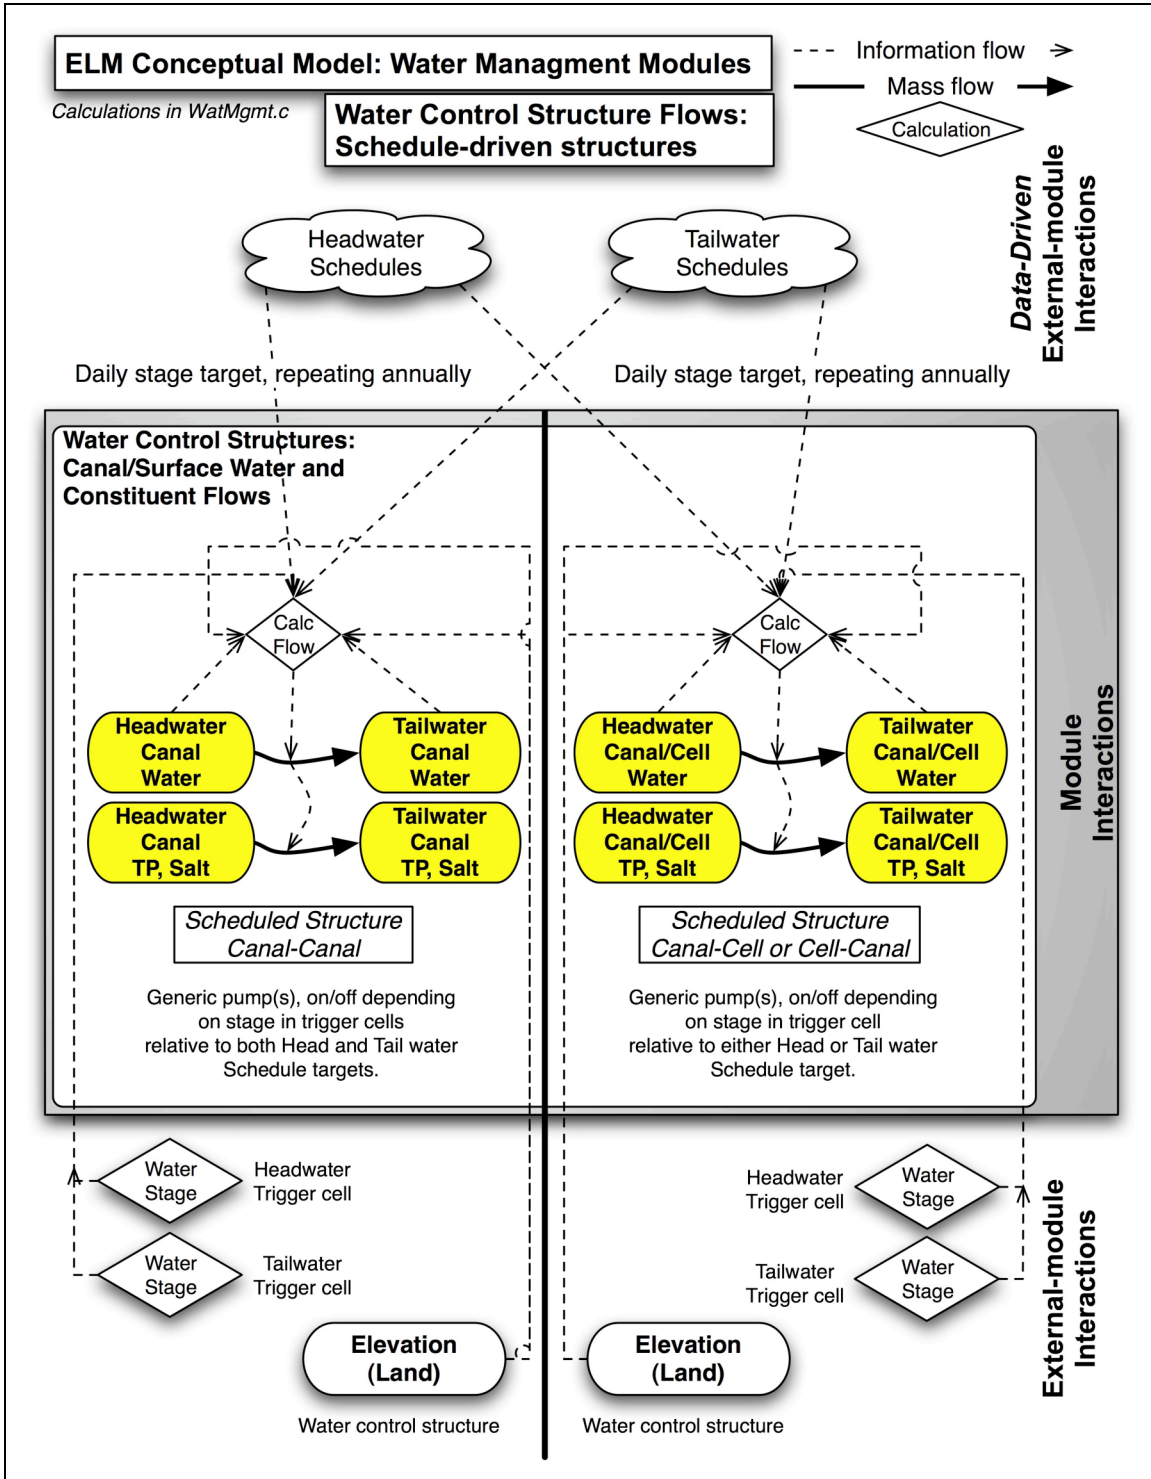 ELM Conceptual Model: Water Managment Modules
Calculations in WatMgmt.c
Water Control Structure Flows:
Schedule-driven structures
Information flow
Mass flow
Calculation
Data-Driven
External-module
Interactions
Headwater
Schedules
Tailwater
Schedules
Daily stage target, repeating annually
Daily stage target, repeating annually
Water Control Structures:
Canal/Surface Water and
Constituent Flows
Calc
Flow
Headwater
Canal
Water
Tailwater
Canal
Water
Headwater
Canal
TP, Salt
Tailwater
Canal
TP, Salt
Scheduled Structure
Canal-Canal
Generic pump(s), on/off depending
on stage in trigger cells
relative to both Head and Tail water
Schedule targets.
Calc
Flow
Headwater
Canal/Cell
Water
Tailwater
Canal/Cell
Water
Headwater
Canal/Cell
TP, Salt
Tailwater
Canal/Cell
TP, Salt
Scheduled Structure
Canal-Cell or Cell-Canal
Generic pump(s), on/off depending
on stage in trigger cell
relative to either Head or Tail water
Schedule target.
Module
Interactions
Water
Stage
Headwater
Trigger cell
Water
Stage
Tailwater
Trigger cell
Elevation
(Land)
Water control structure
Headwater
Trigger cell
Water
Stage
Tailwater
Trigger cell
Water
Stage
Elevation
(Land)
Water control structure
External-module
Interactions